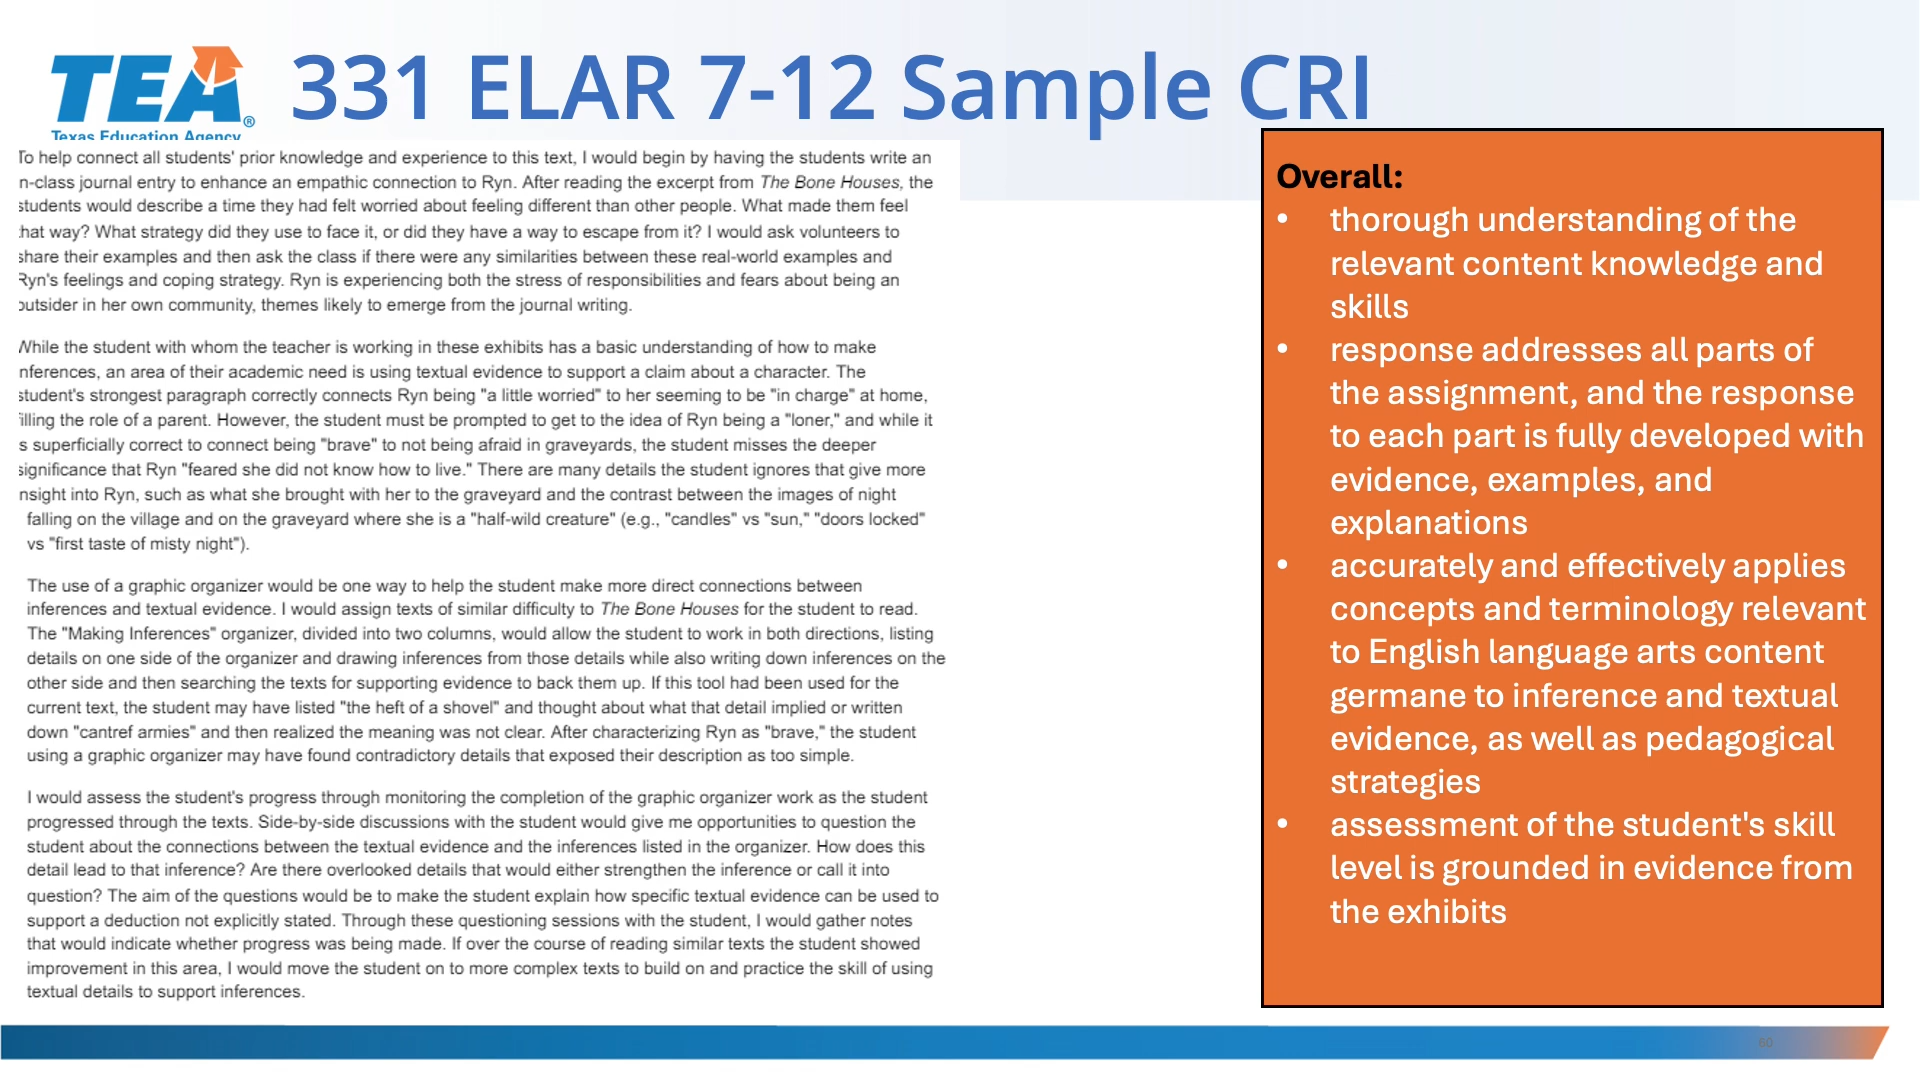 TEA®
Texas Education Agency
331 ELAR 7-12 Sample CRI
To help connect all students' prior knowledge and experience to this text, I would begin by having the students write an
n-class journal entry to enhance an empathic connection to Ryn. After reading the excerpt from The Bone Houses, the
students would describe a time they had felt worried about feeling different than other people. What made them feel
that way? What strategy did they use to face it, or did they have a way to escape from it? I would ask volunteers to
share their examples and then ask the class if there were any similarities between these real-world examples and
Ryn's feelings and coping strategy. Ryn is experiencing both the stress of responsibilities and fears about being an
outsider in her own community, themes likely to emerge from the journal writing.
While the student with whom the teacher is working in these exhibits has a basic understanding of how to make
nferences, an area of their academic need is using textual evidence to support a claim about a character. The
student's strongest paragraph correctly connects Ryn being "a little worried" to her seeming to be "in charge" at home,
filling the role of a parent. However, the student must be prompted to get to the idea of Ryn being a "loner," and while it
s superficially correct to connect being "brave" to not being afraid in graveyards, the student misses the deeper
significance that Ryn "feared she did not know how to live." There are many details the student ignores that give more
nsight into Ryn, such as what she brought with her to the graveyard and the contrast between the images of night
falling on the village and on the graveyard where she is a "half-wild creature" (e.g., "candles" vs "sun," "doors locked"
vs "first taste of misty night").
The use of a graphic organizer would be one way to help the student make more direct connections between
inferences and textual evidence. I would assign texts of similar difficulty to The Bone Houses for the student to read.
The "Making Inferences" organizer, divided into two columns, would allow the student to work in both directions, listing
details on one side of the organizer and drawing inferences from those details while also writing down inferences on the
other side and then searching the texts for supporting evidence to back them up. If this tool had been used for the
current text, the student may have listed "the heft of a shovel" and thought about what that detail implied or written
down "cantref armies" and then realized the meaning was not clear. After characterizing Ryn as "brave," the student
using a graphic organizer may have found contradictory details that exposed their description as too simple.
I would assess the student's progress through monitoring the completion of the graphic organizer work as the student
progressed through the texts. Side-by-side discussions with the student would give me opportunities to question the
student about the connections between the textual evidence and the inferences listed in the organizer. How does this
detail lead to that inference? Are there overlooked details that would either strengthen the inference or call it into
question? The aim of the questions would be to make the student explain how specific textual evidence can be used to
support a deduction not explicitly stated. Through these questioning sessions with the student, I would gather notes
that would indicate whether progress was being made. If over the course of reading similar texts the student showed
improvement in this area, I would move the student on to more complex texts to build on and practice the skill of using
textual details to support inferences.
Overall:
• thorough understanding of the
relevant content knowledge and
skills
• response addresses all parts of
the assignment, and the response
to each part is fully developed with
evidence, examples, and
explanations
• accurately and effectively applies
concepts and terminology relevant
to English language arts content
germane to inference and textual
evidence, as well as pedagogical
strategies
• assessment of the student's skill
level is grounded in evidence from
the exhibits
60